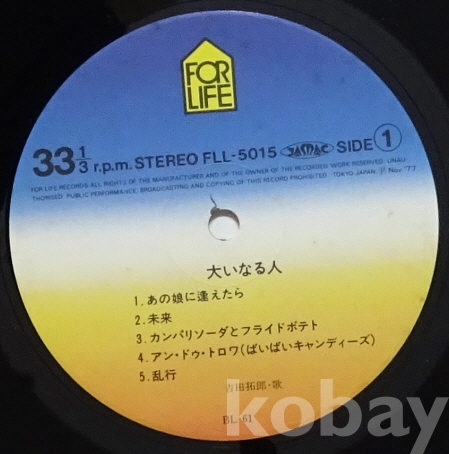 FOR
LIFE
33 1/3 r.p.m. STEREO FLL-5015 JASRAC SIDE 1
FOR LIFE RECORDS·ALL RIGHTS OF THE MANUFACTURER AND OF THE OWNER OF THE RECORDED WORK RESERVED. UNAU
THORISED PUBLIC PERFORMANCE, BROADCASTING AND COPYING OF THIS RECORD PROHIBITED TOKYO JAPAN. Ⓟ Nov '77
大いなる人
1.あの娘に逢えたら
2.未来
3.カンパリソーダとフライドポテト
4.アン・ドゥ・トロワ(ばいばいキャンディーズ)
5.乱行
吉田拓郎・歌
BL-61
kobay